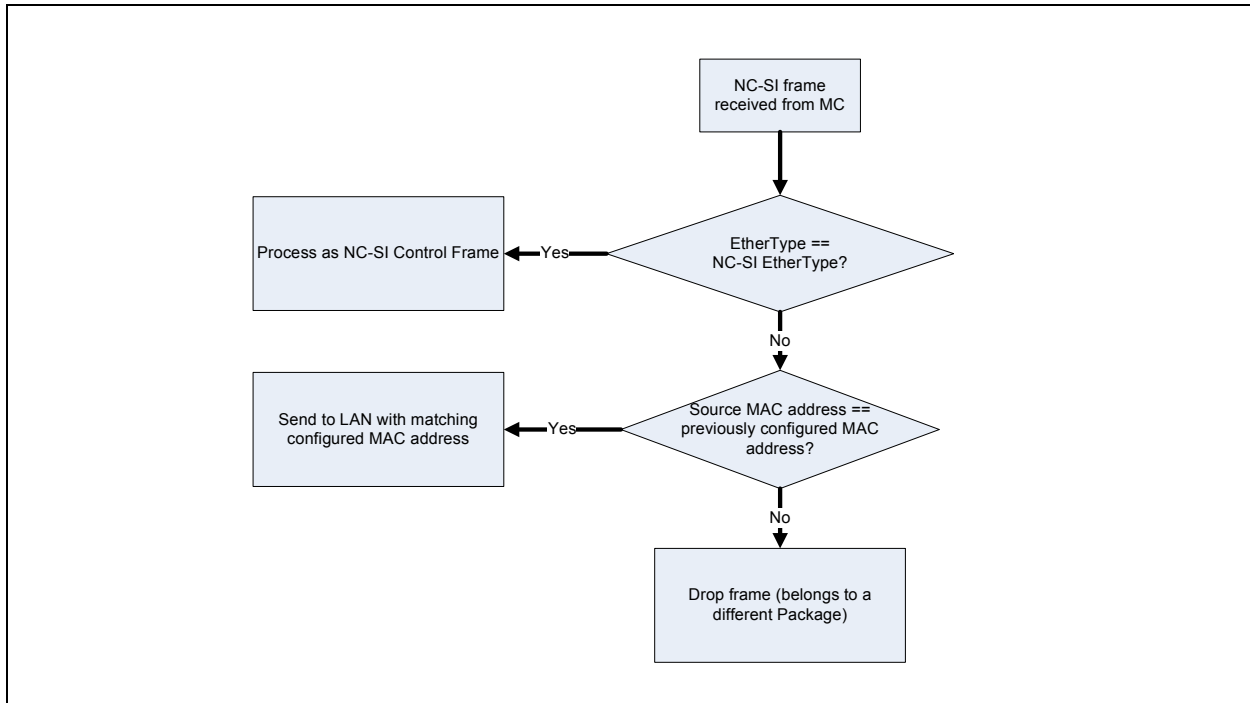 NC-SI frame
received from MC
EtherType ==
NC-SI EtherType?
Yes
Process as NC-SI Control Frame
No
Source MAC address ==
previously configured MAC
address?
Yes
Send to LAN with matching
configured MAC address
No
Drop frame (belongs to a
different Package)